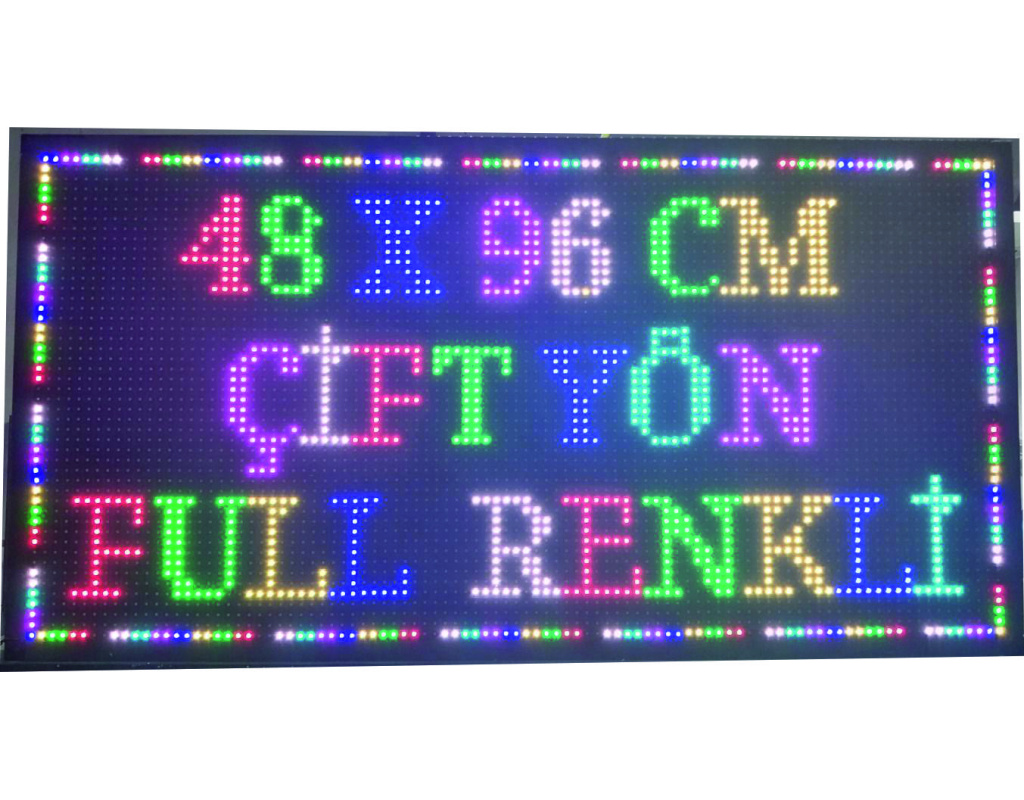 48 X 96 CM
ÇİFT YÖN
FULL RENKLİ